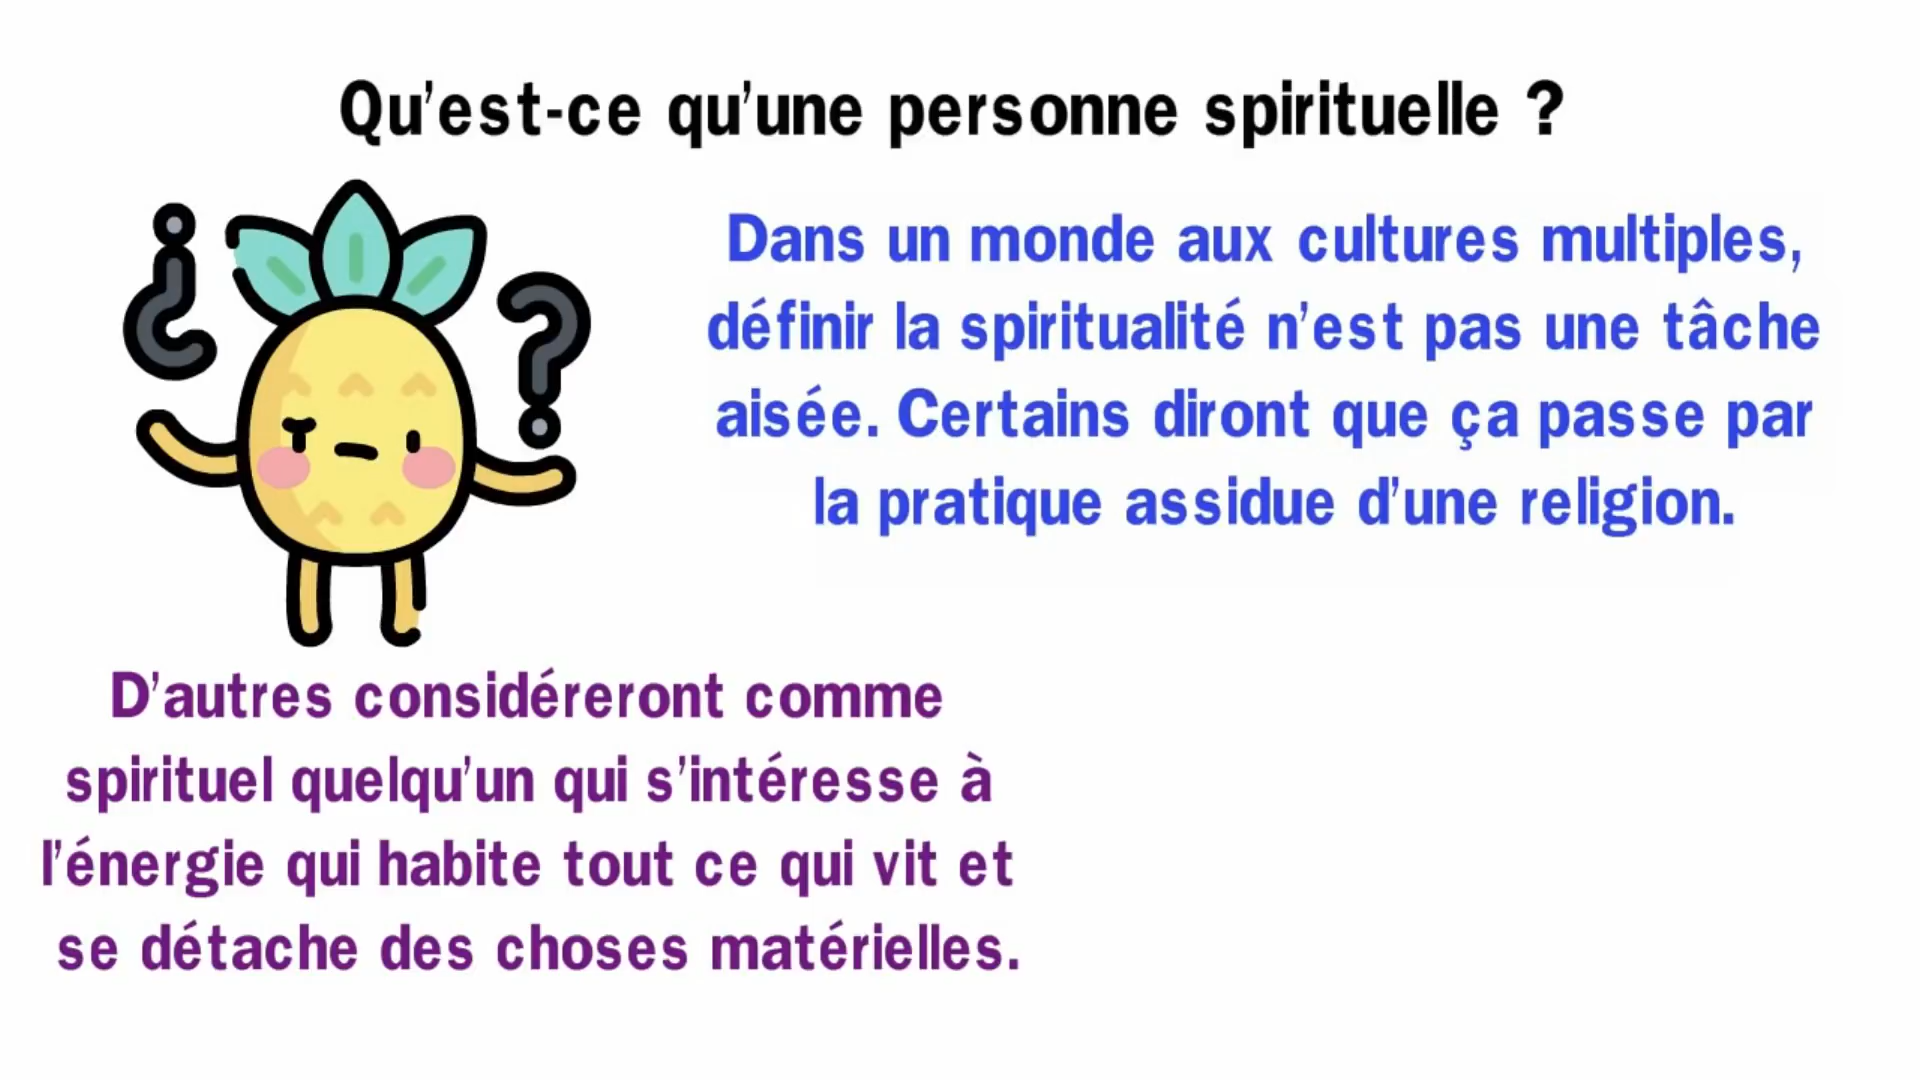 Qu'est-ce qu'une personne spirituelle ?
Dans un monde aux cultures multiples,
définir la spiritualité n'est pas une tâche
aisée. Certains diront que ça passe par
la pratique assidue d'une religion.
D'autres considéreront comme
spirituel quelqu'un qui s'intéresse à
l'énergie qui habite tout ce qui vit et
se détache des choses matérielles.